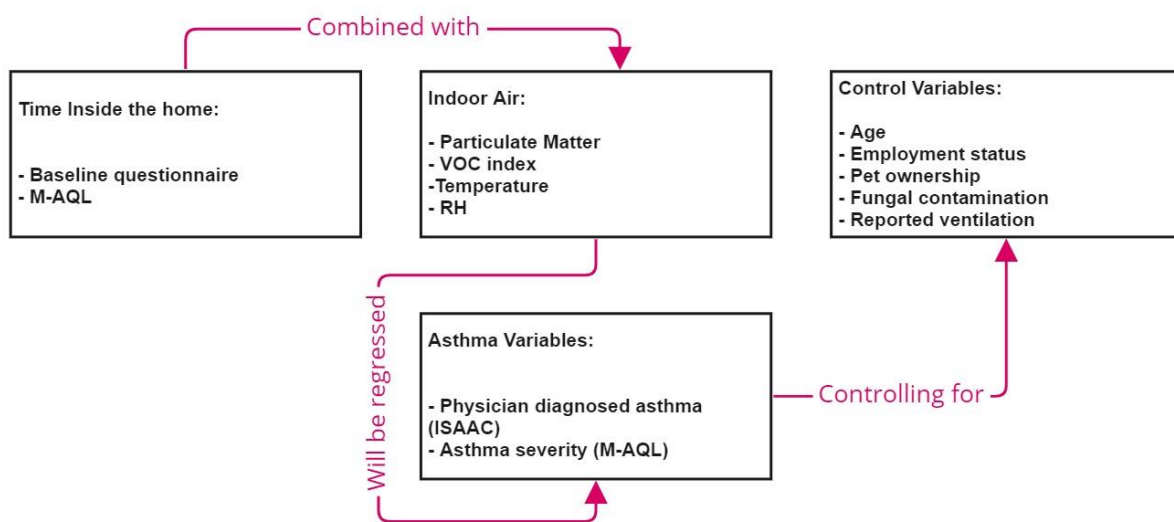 Combined with
Time Inside the home:
- Baseline questionnaire
- M-AQL
Indoor Air:
- Particulate Matter
- VOC index
-Temperature
- RH
Control Variables:
- Age
- Employment status
- Pet ownership
- Fungal contamination
- Reported ventilation
Will be regressed
Asthma Variables:
- Physician diagnosed asthma
(ISAAC)
- Asthma severity (M-AQL)
Controlling for